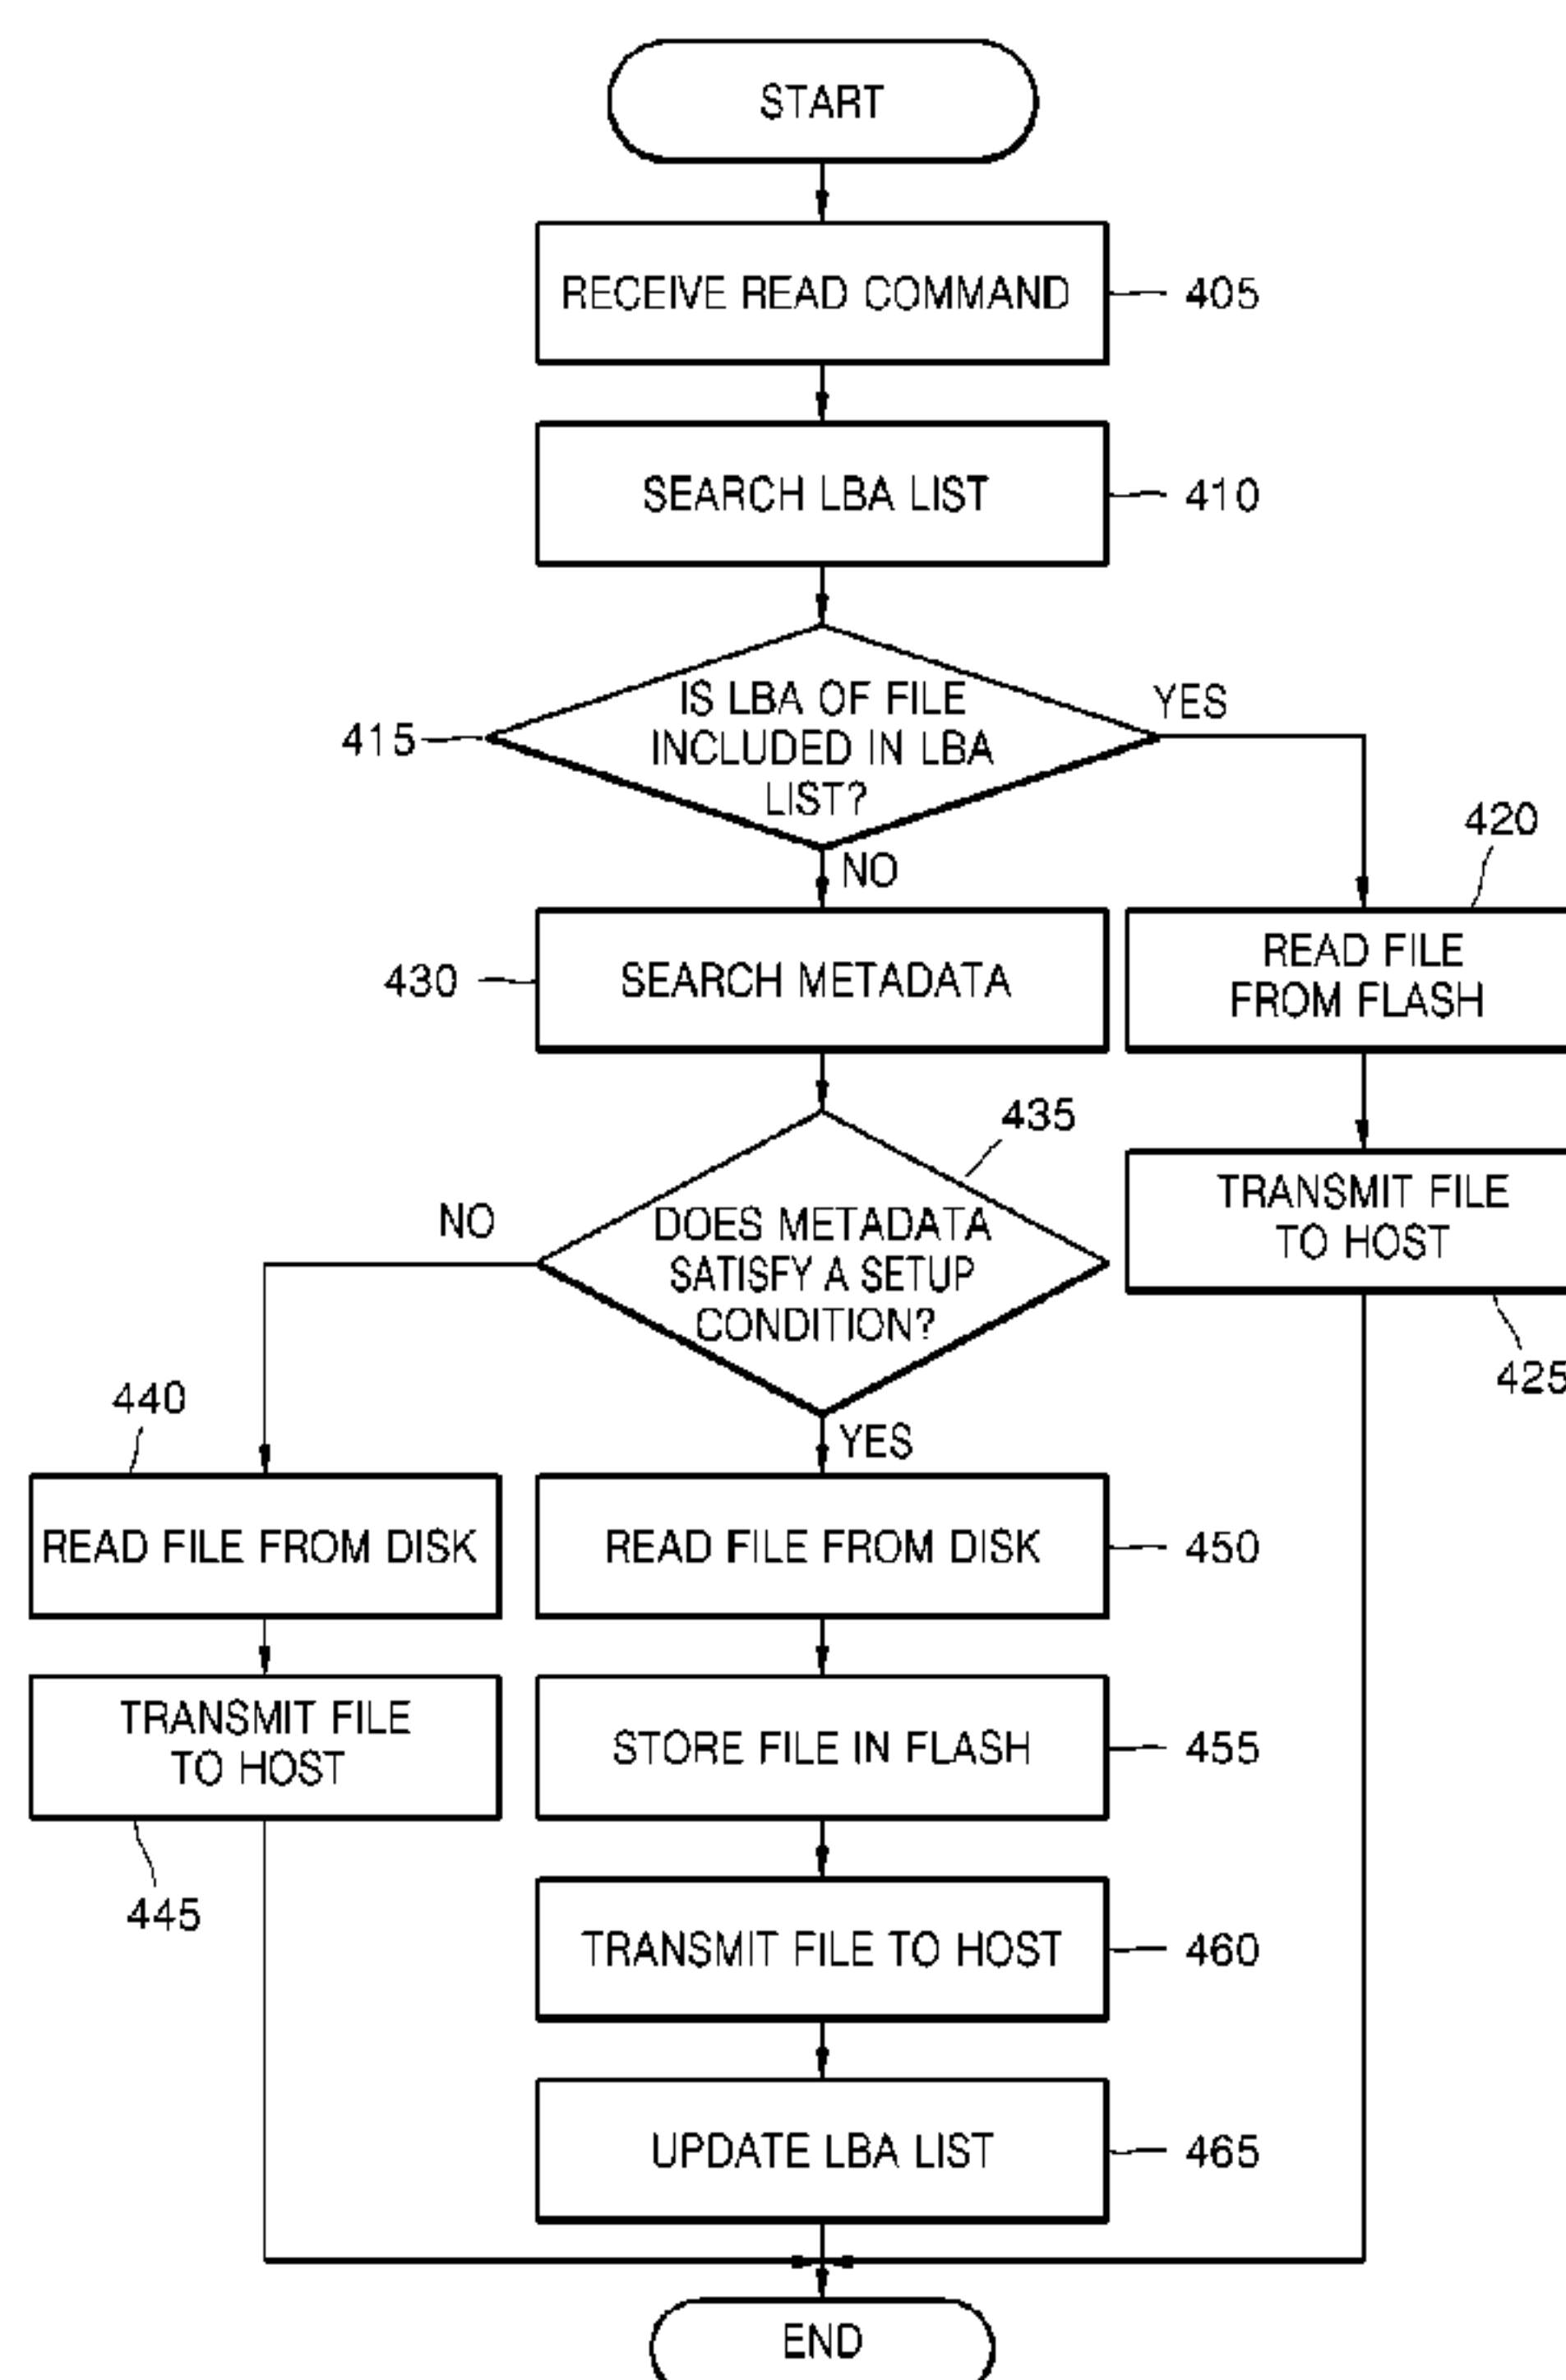 START
RECEIVE READ COMMAND
405
SEARCH LBA LIST
410
IS LBA OF FILE
INCLUDED IN LBA
LIST?
415
YES
NO
420
READ FILE
FROM FLASH
430
SEARCH METADATA
435
TRANSMIT FILE
TO HOST
425
DOES METADATA
SATISFY A SETUP
CONDITION?
NO
YES
440
READ FILE FROM DISK
READ FILE FROM DISK
450
TRANSMIT FILE
TO HOST
445
STORE FILE IN FLASH
455
TRANSMIT FILE TO HOST
460
UPDATE LBA LIST
465
END